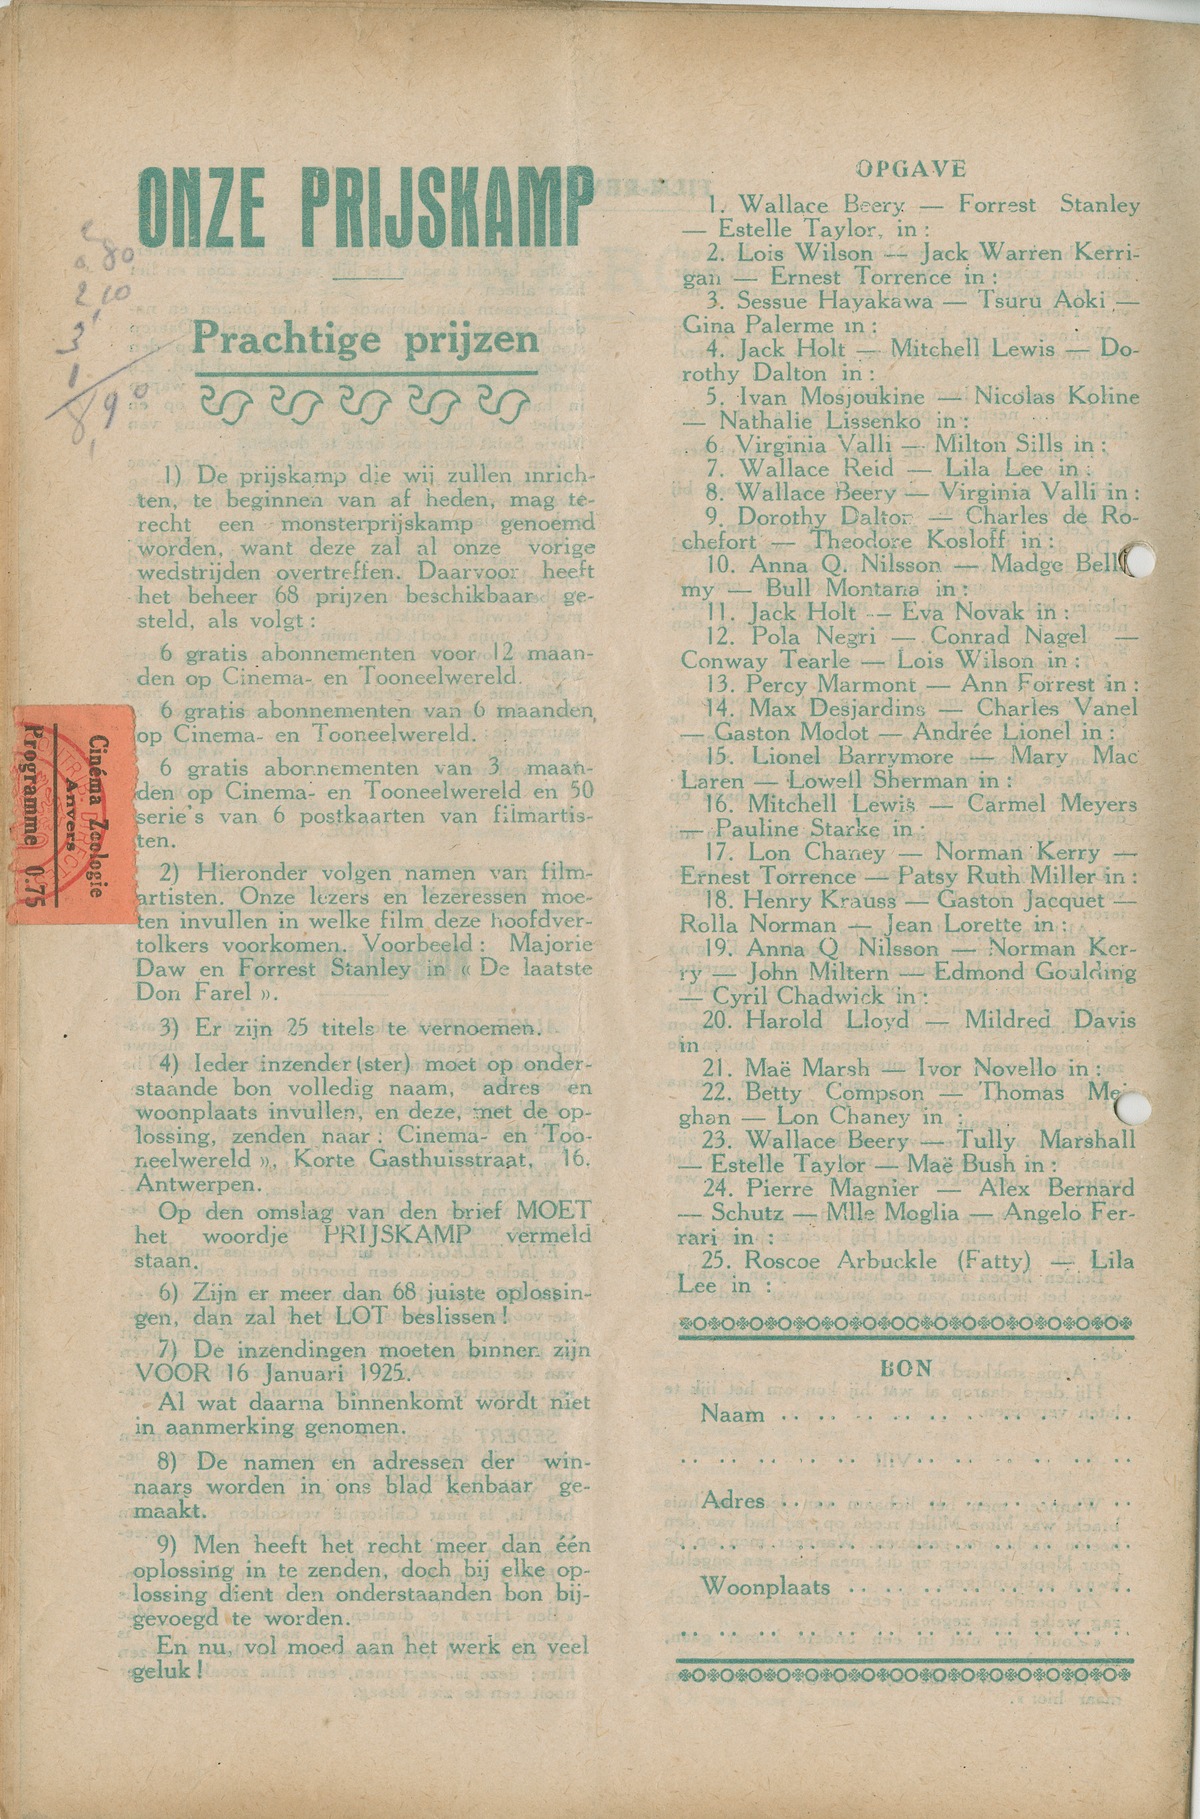 ONZE PRIJSKAMP
Prachtige prijzen
1) De prijskamp die wij zullen inrich-
ten, te beginnen van af heden, mag te-
recht een monsterprijskamp genoemd
worden, want deze zal al onze vorige
wedstrijden overtreffen. Daarvoor heeft
het beheer 68 prijzen beschikbaar ge-
steld, als volgt :
6 gratis abonnementen voor 12 maan-
den op Cinema- en Tooneelwereld.
6 gratis abonnementen van 6 maanden,
op Cinema- en Tooneelwereld.
6 gratis abonnementen van 3 maan-
den op Cinema- en Tooneelwereld en 50
serie's van 6 postkaarten van filmartis-
ten.
2) Hieronder volgen namen van film-
artisten. Onze lezers en lezeressen moe-
ten invullen in welke film deze hoofdver-
tolkers voorkomen. Voorbeeld : Majorie
Daw en Forrest Stanley in « De laatste
Don Farel ».
3) Er zijn 25 titels te vernoemen.
4) Ieder inzender (ster) moet op onder-
staande bon volledig naam, adres en
woonplaats invullen, en deze, met de op-
lossing, zenden naar : Cinema- en Too-
neelwereld », Korte Gasthuisstraat, 16.
Antwerpen.
Op den omslag van den brief MOET
het woordje PRIJSKAMP vermeld
staan.
6) Zijn er meer dan 68 juiste oplossin-
gen, dan zal het LOT beslissen !
7) De inzendingen moeten binnen zijn
VOOR 16 Januari 1925.
Al wat daarna binnenkomt wordt niet
in aanmerking genomen.
8) De namen en adressen der win-
naars worden in ons blad kenbaar ge-
maakt.
9) Men heeft het recht meer dan één
oplossing in te zenden, doch bij elke op-
lossing dient den onderstaanden bon bij-
gevoegd te worden.
En nu, vol moed aan het werk en veel
geluk !
Cinéma Zoologie
Anvers
Programme 0.75
OPGAVE
1. Wallace Beery — Forrest Stanley
— Estelle Taylor, in :
2. Lois Wilson — Jack Warren Kerri-
gan — Ernest Torrence in :
3. Sessue Hayakawa — Tsuru Aoki —
Gina Palerme in :
4. Jack Holt — Mitchell Lewis — Do-
rothy Dalton in :
5. Ivan Mosjoukine — Nicolas Koline
— Nathalie Lissenko in :
6 Virginia Valli — Milton Sills in :
7. Wallace Reid — Lila Lee in :
8. Wallace Beery — Virginia Valli in :
9. Dorothy Dalton — Charles de Ro-
chefort — Theodore Kosloff in :
10. Anna Q. Nilsson — Madge Bell
my — Bull Montana in :
11. Jack Holt — Eva Novak in :
12. Pola Negri — Conrad Nagel —
Conway Tearle — Lois Wilson in :
13. Percy Marmont — Ann Forrest in :
14. Max Desjardins — Charles Vanel
— Gaston Modot — Andrée Lionel in :
15. Lionel Barrymore — Mary Mac
Laren — Lowell Sherman in :
16. Mitchell Lewis — Carmel Meyers
— Pauline Starke in :
17. Lon Chaney — Norman Kerry —
Ernest Torrence — Patsy Ruth Miller in :
18. Henry Krauss — Gaston Jacquet —
Rolla Norman — Jean Lorette in :
19. Anna Q Nilsson — Norman Ker-
ry — John Miltern — Edmond Goulding
— Cyril Chadwick in :
20. Harold Lloyd — Mildred Davis
in
21. Maë Marsh — Ivor Novello in :
22. Betty Compson — Thomas Me
ghan — Lon Chaney in :
23. Wallace Beery — Tully Marshall
— Estelle Taylor — Maë Bush in :
24. Pierre Magnier — Alex Bernard
— Schutz — Mlle Moglia — Angelo Fer-
rari in :
25. Roscoe Arbuckle (Fatty) — Lila
Lee in :
BON
Naam
Adres
Woonplaats